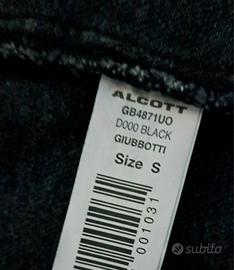 ALCOTT
GB4871UO
D000 BLACK
GIUBBOTTI
Size S
001031
subito